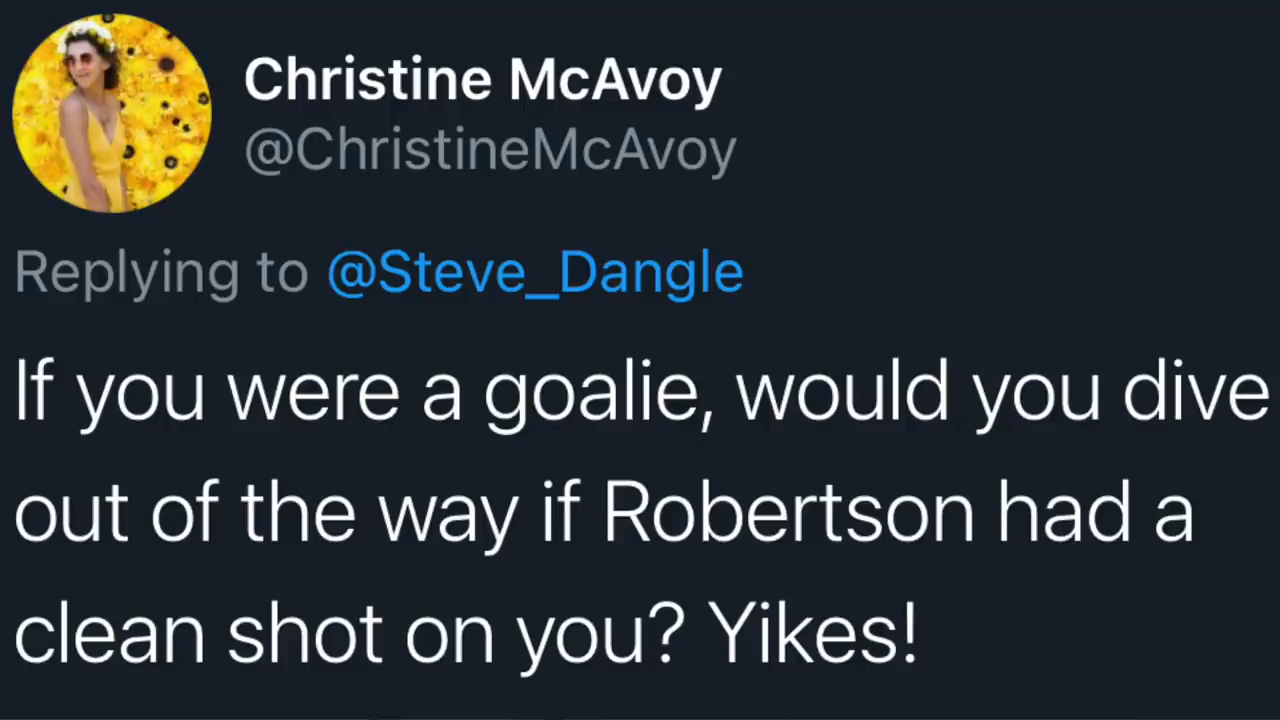 Christine McAvoy
@ChristineMcAvoy
Replying to @Steve_Dangle
If you were a goalie, would you dive
out of the way if Robertson had a
clean shot on you? Yikes!